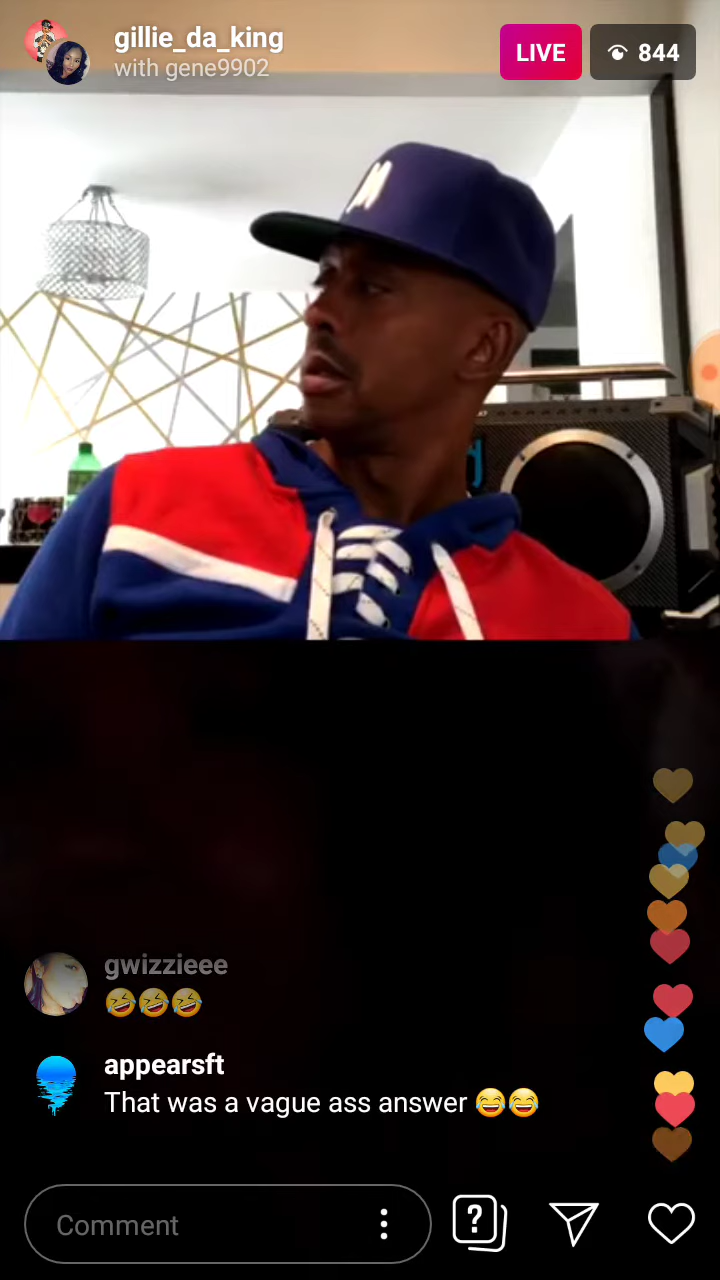 gillie_da_king
with gene9902
LIVE
844
M
gwizzieee
🤣🤣🤣
appearsft
That was a vague ass answer 😂😂
Comment
?